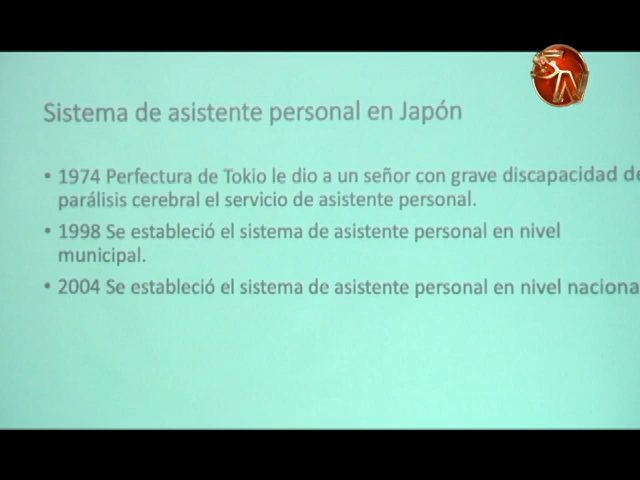 Sistema de asistente personal en Japón
• 1974 Perfectura de Tokio le dio a un señor con grave discapacidad de
parálisis cerebral el servicio de asistente personal.
• 1998 Se estableció el sistema de asistente personal en nivel
municipal.
• 2004 Se estableció el sistema de asistente personal en nivel naciona